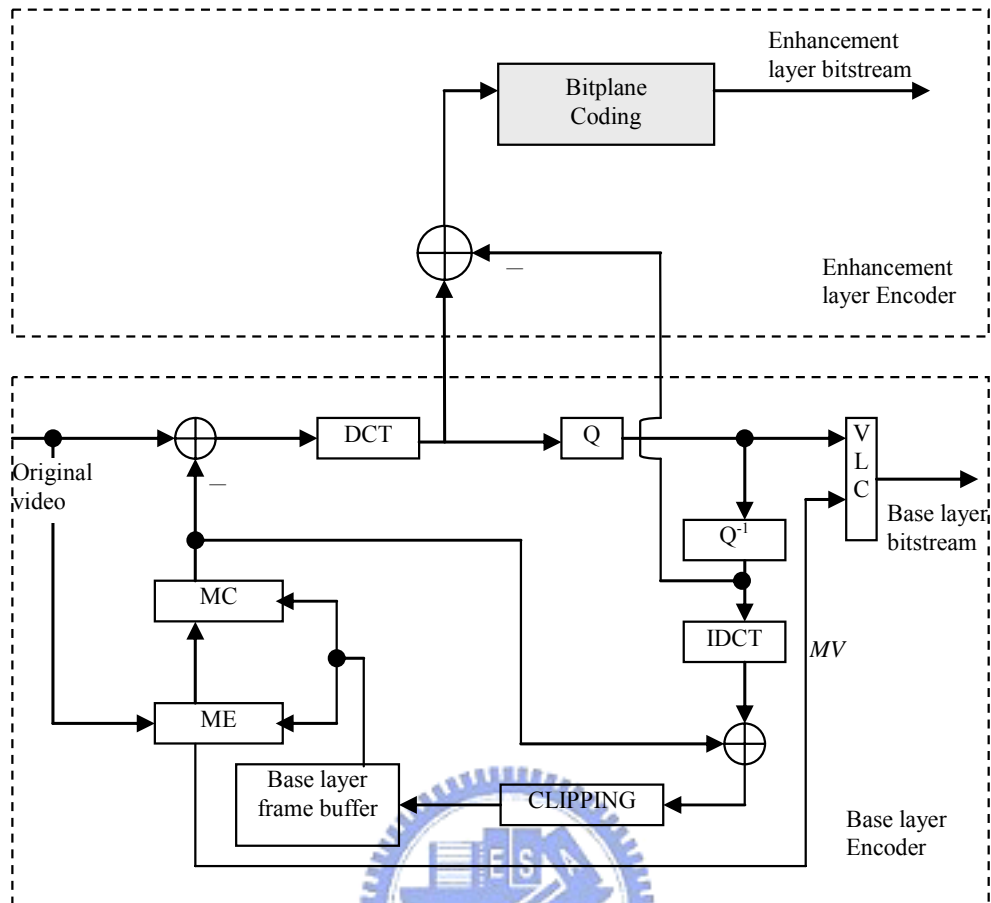 Enhancement
layer bitstream
Bitplane
Coding
—
Enhancement
layer Encoder
Original
video
—
DCT
Q
V
L
C
Base layer
bitstream
Q-1
MC
IDCT
MV
ME
Base layer
frame buffer
CLIPPING
Base layer
Encoder
ESA